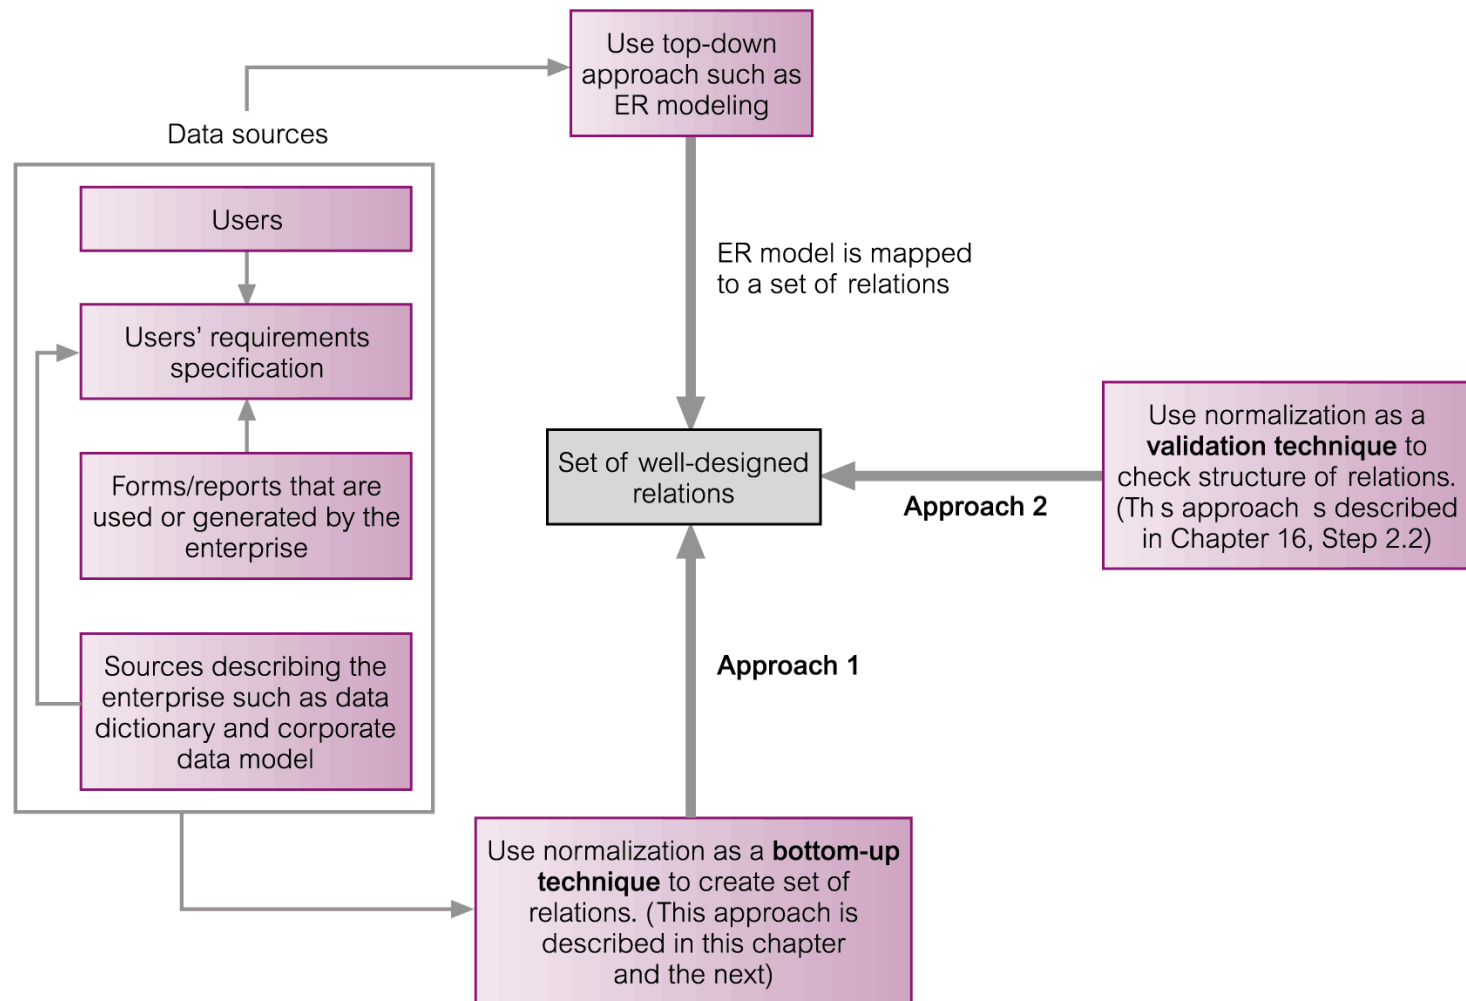 Use top-down
approach such as
ER modeling
Data sources
Users
Users’ requirements
specification
Forms/reports that are
used or generated by the
enterprise
Sources describing the
enterprise such as data
dictionary and corporate
data model
ER model is mapped
to a set of relations
Set of well-designed
relations
Approach 2
Use normalization as a
validation technique to
check structure of relations.
(Th s approach  s described
in Chapter 16, Step 2.2)
Approach 1
Use normalization as a bottom-up
technique to create set of
relations. (This approach is
described in this chapter
and the next)